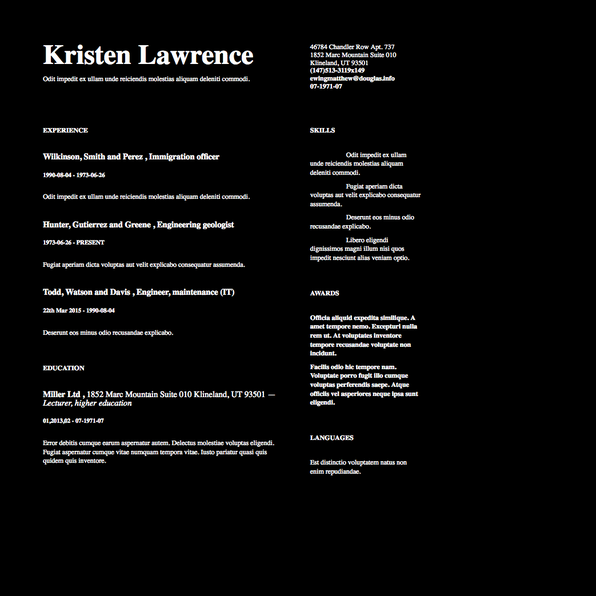 Kristen Lawrence
Odit impedit ex ullam unde reiciendis molestias aliquam deleniti commodi.
46784 Chandler Row Apt. 737
1852 Marc Mountain Suite 010
Klineland, UT 93501
(147)513-3119x149
ewingmatthew@douglas.info
07-1971-07
EXPERIENCE
Wilkinson, Smith and Perez , Immigration officer
1990-08-04 - 1973-06-26
Odit impedit ex ullam unde reiciendis molestias aliquam deleniti commodi.
Hunter, Gutierrez and Greene , Engineering geologist
1973-06-26 - PRESENT
Fugiat aperiam dicta voluptas aut velit explicabo consequatur assumenda.
Todd, Watson and Davis , Engineer, maintenance (IT)
22th Mar 2015 - 1990-08-04
Deserunt eos minus odio recusandae explicabo.
EDUCATION
Miller Ltd , 1852 Marc Mountain Suite 010 Klineland, UT 93501 —
Lecturer, higher education
01,2013,02 - 07-1971-07
Error debitis cumque earum aspernatur autem. Delectus molestiae voluptas eligendi.
Fugiat aspernatur cumque vitae numquam tempora vitae. Iusto pariatur quasi quis
quidem quis inventore.
SKILLS
Odit impedit ex ullam
unde reiciendis molestias aliquam
deleniti commodi.
Fugiat aperiam dicta
voluptas aut velit explicabo consequatur
assumenda.
Deserunt eos minus odio
recusandae explicabo.
Libero eligendi
dignissimos magni illum nisi quos
impedit nesciunt alias veniam optio.
AWARDS
Officia aliquid expedita similique. A
amet tempore nemo. Excepturi nulla
rem ut. At voluptates inventore
tempore recusandae voluptate non
incidunt.
Facilis odio hic tempore nam.
Voluptate porro fugit illo cumque
voluptas perferendis saepe. Atque
officiis vel asperiores neque ipsa sunt
eligendi.
LANGUAGES
Est distinctio voluptatem natus non
enim repudiandae.